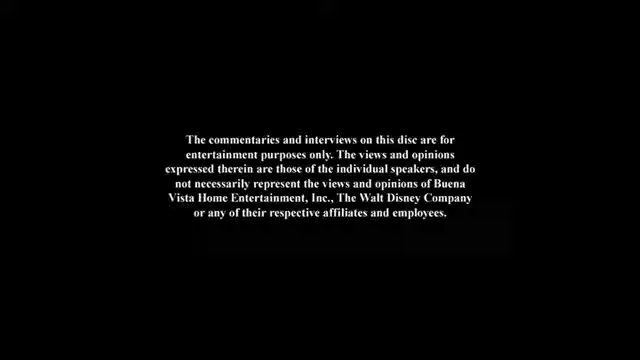 The commentaries and interviews on this disc are for
entertainment purposes only. The views and opinions
expressed therein are those of the individual speakers, and do
not necessarily represent the views and opinions of Buena
Vista Home Entertainment, Inc., The Walt Disney Company
or any of their respective affiliates and employees.